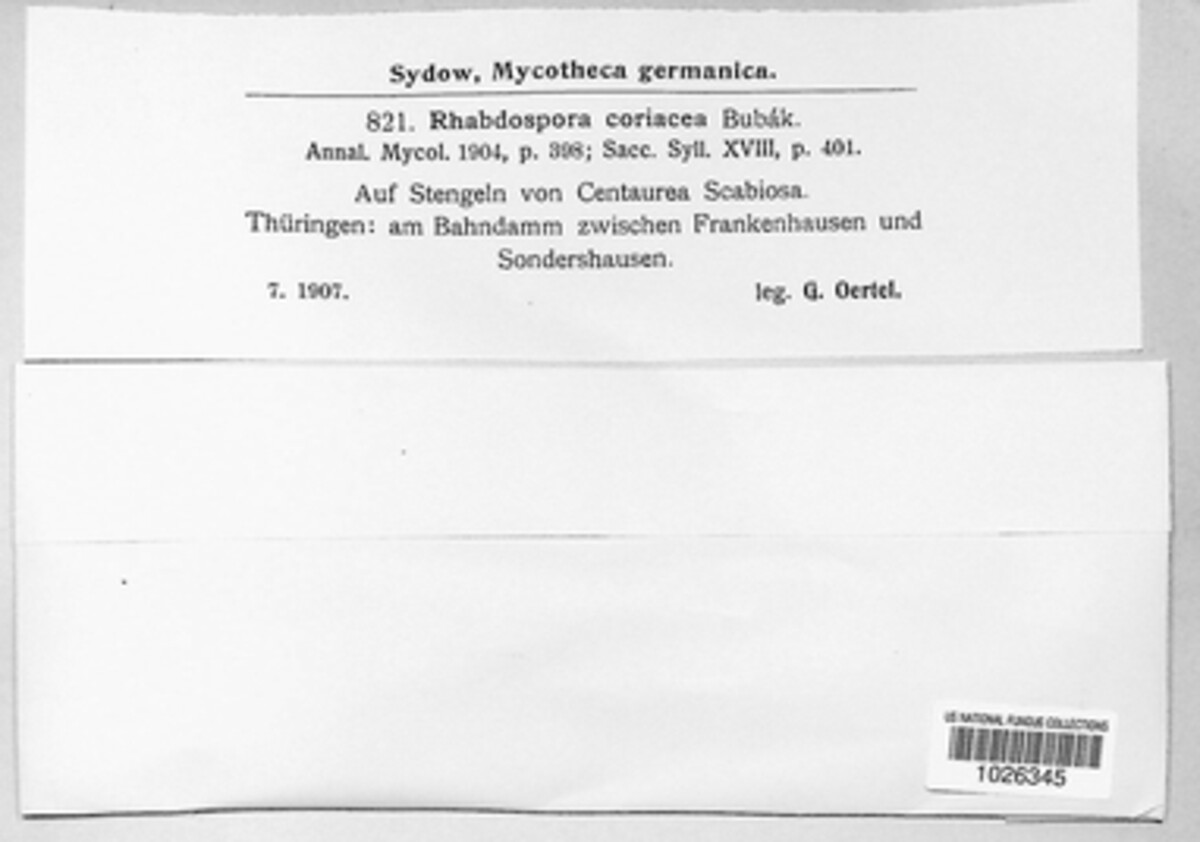 Sydow, Mycotheca germanica.
821. Rhabdospora coriacea Bubák.
Annal. Mycol. 1904, p. 398; Sacc. Syll. XVIII, p. 401.
Auf Stengeln von Centaurea Scabiosa.
Thüringen: am Bahndamm zwischen Frankenhausen und
Sondershausen.
7. 1907. leg. G. Oertel.
US NATIONAL FUNGUS COLLECTIONS
1026345